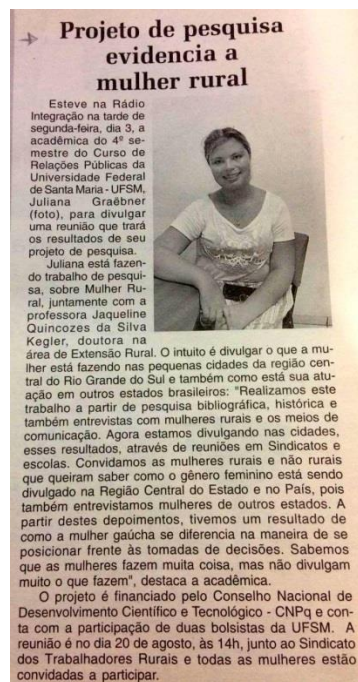 Projeto de pesquisa
evidencia a
mulher rural
Esteve na Rádio
Integração na tarde de
segunda-feira, dia 3, a
acadêmica do 4º se-
mestre do Curso de
Relações Públicas da
Universidade Federal
de Santa Maria - UFSM,
Juliana Graêbner
(foto), para divulgar
uma reunião que trará
os resultados de seu
projeto de pesquisa.
Juliana está fazen-
do trabalho de pesqui-
sa, sobre Mulher Ru-
ral, juntamente com a
professora Jaqueline
Quincozes da Silva
Kegler, doutora na
área de Extensão Rural. O intuito é divulgar o que a mu-
lher está fazendo nas pequenas cidades da região cen-
tral do Rio Grande do Sul e também como está sua atu-
ação em outros estados brasileiros: "Realizamos este
trabalho a partir de pesquisa bibliográfica, histórica e
também entrevistas com mulheres rurais e os meios de
comunicação. Agora estamos divulgando nas cidades,
esses resultados, através de reuniões em Sindicatos e
escolas. Convidamos as mulheres rurais e não rurais
que queiram saber como o gênero feminino está sendo
divulgado na Região Central do Estado e no País, pois
também entrevistamos mulheres de outros estados. A
partir destes depoimentos, tivemos um resultado de
como a mulher gaúcha se diferencia na maneira de se
posicionar frente às tomadas de decisões. Sabemos
que as mulheres fazem muita coisa, mas não divulgam
muito o que fazem", destaca a acadêmica.
O projeto é financiado pelo Conselho Nacional de
Desenvolvimento Científico e Tecnológico - CNPq e con-
ta com a participação de duas bolsistas da UFSM. A
reunião é no dia 20 de agosto, às 14h, junto ao Sindicato
dos Trabalhadores Rurais e todas as mulheres estão
convidadas a participar.